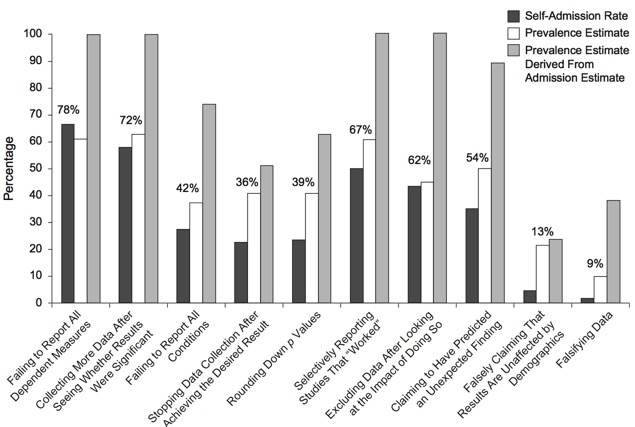 Self-Admission Rate
Prevalence Estimate
Prevalence Estimate
Derived From
Admission Estimate
Percentage
100
90
80
70
60
50
40
30
20
10
0
78%
72%
42%
36%
39%
67%
62%
54%
13%
9%
Failing to Report All
Dependent Measures
Collecting More Data After
Seeing Whether Results
Were Significant
Failing to Report All
Conditions
Stopping Data Collection After
Achieving the Desired Result
Rounding Down p Values
Selectively Reporting
Studies That “Worked”
Excluding Data After Looking
at the Impact of Doing So
Claiming to Have Predicted
an Unexpected Finding
Falsely Claiming That
Results Are Unaffected by
Demographics
Falsifying Data